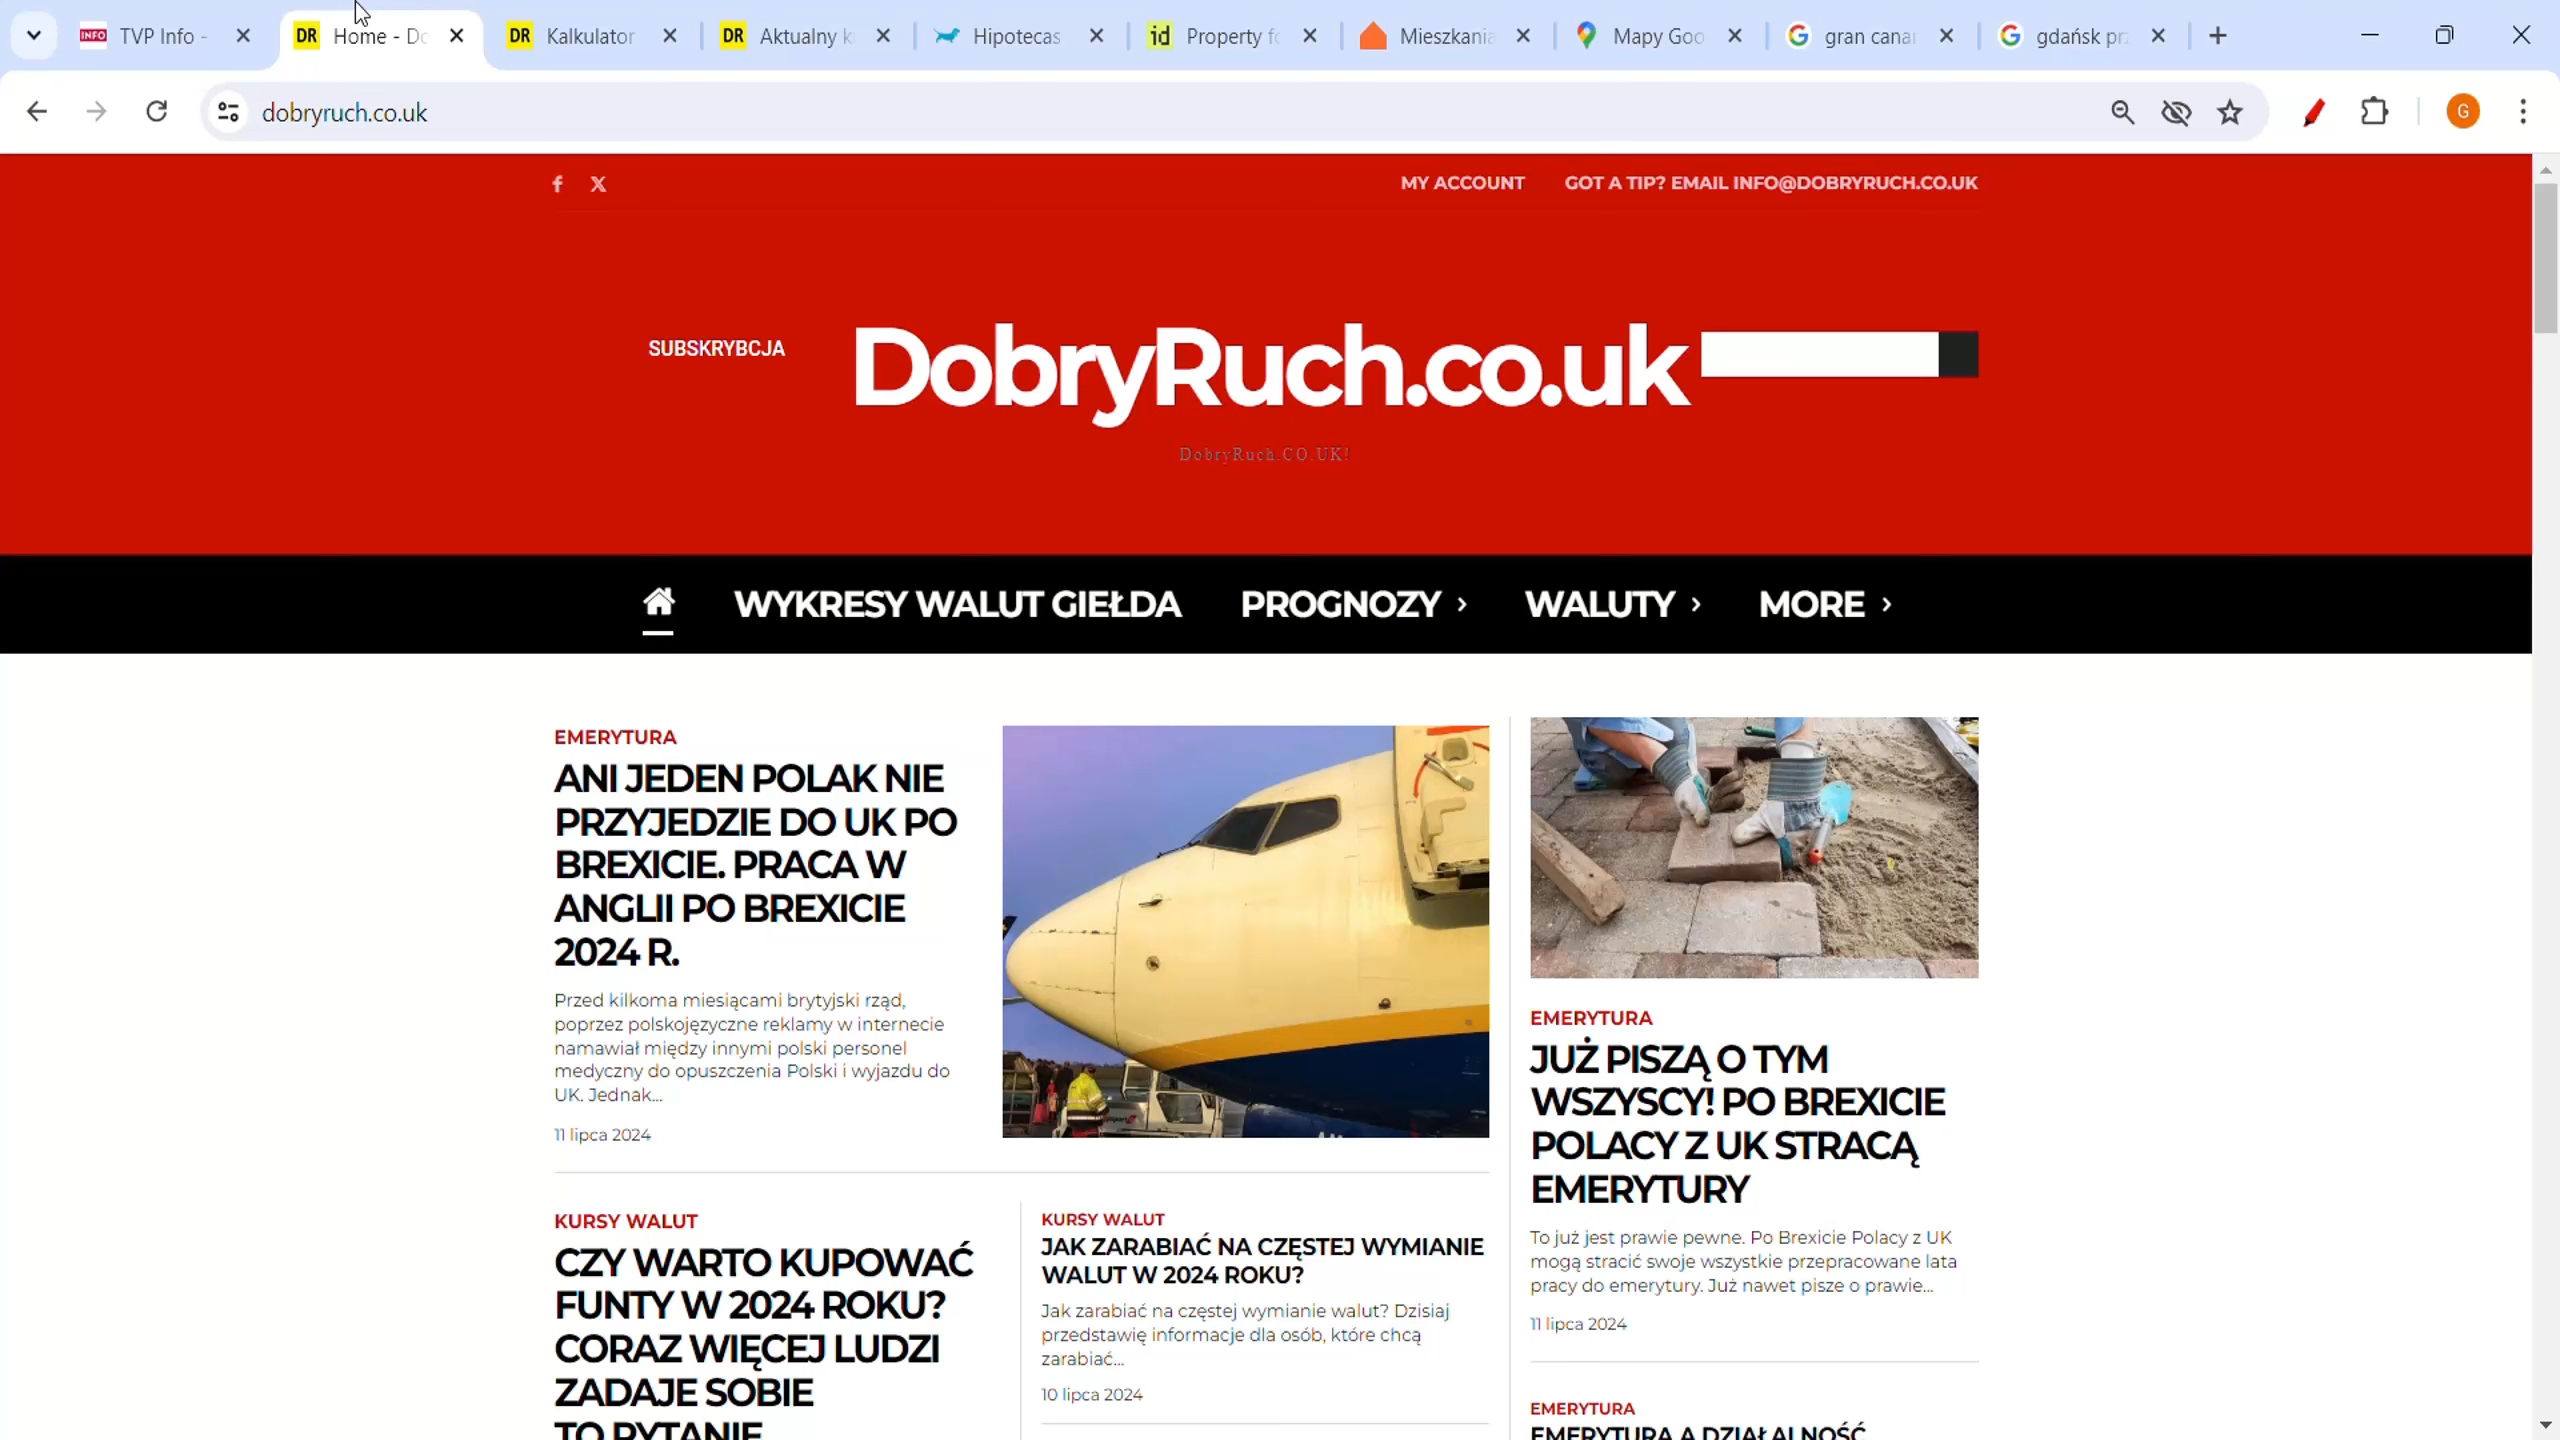 INFO TVP Info -
DR Home - Do
DR Kalkulator
DR Aktualny k
Hipotecas
id Property fo
Mieszkania
Mapy Goo
G gran canar
G gdańsk prz
dobryruch.co.uk
G
f X
MY ACCOUNT GOT A TIP? EMAIL INFO@DOBRYRUCH.CO.UK
SUBSKRYBCJA
DobryRuch.co.uk
DobryRuch.CO.UK!
WYKRESY WALUT GIEŁDA PROGNOZY WALUTY MORE
EMERYTURA
ANI JEDEN POLAK NIE
PRZYJEDZIE DO UK PO
BREXICIE. PRACA W
ANGLII PO BREXICIE
2024 R.
Przed kilkoma miesiącami brytyjski rząd,
poprzez polskojęzyczne reklamy w internecie
namawiał między innymi polski personel
medyczny do opuszczenia Polski i wyjazdu do
UK. Jednak...
11 lipca 2024
KURSY WALUT
CZY WARTO KUPOWAĆ
FUNTY W 2024 ROKU?
CORAZ WIĘCEJ LUDZI
ZADAJE SOBIE
TO PYTANIE
KURSY WALUT
JAK ZARABIAĆ NA CZĘSTEJ WYMIANIE
WALUT W 2024 ROKU?
Jak zarabiać na częstej wymianie walut? Dzisiaj
przedstawię informacje dla osób, które chcą
zarabiać...
10 lipca 2024
EMERYTURA
JUŻ PISZĄ O TYM
WSZYSCY! PO BREXICIE
POLACY Z UK STRACĄ
EMERYTURY
To już jest prawie pewne. Po Brexicie Polacy z UK
mogą stracić swoje wszystkie przepracowane lata
pracy do emerytury. Już nawet pisze o prawie...
11 lipca 2024
EMERYTURA
EMERYTURA A DZIAŁALNOŚĆ